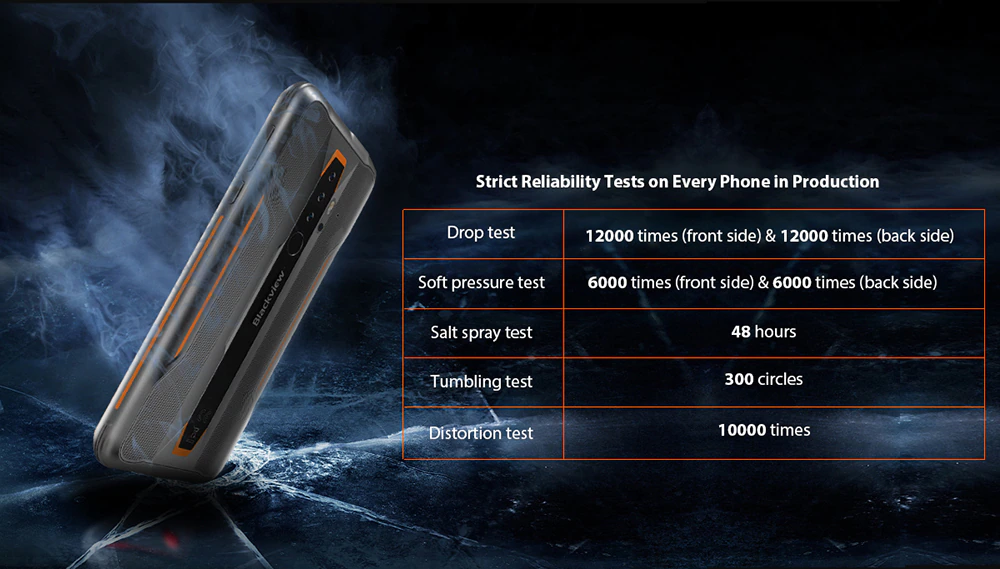 Strict Reliability Tests on Every Phone in Production
Drop test
12000 times (front side) & 12000 times (back side)
Soft pressure test
6000 times (front side) & 6000 times (back side)
Salt spray test
48 hours
Tumbling test
300 circles
Distortion test
10000 times
Blackview